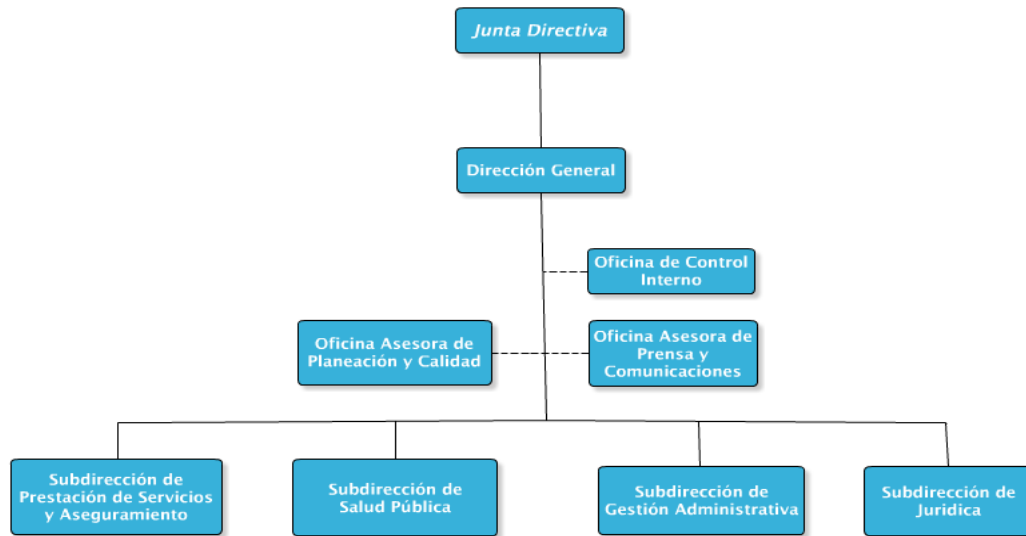 Junta Directiva
Dirección General
Oficina de Control
Interno
Oficina Asesora de
Planeación y Calidad
Oficina Asesora de
Prensa y
Comunicaciones
Subdirección de
Prestación de Servicios
y Aseguramiento
Subdirección de
Salud Pública
Subdirección de
Gestión Administrativa
Subdirección de
Juridica